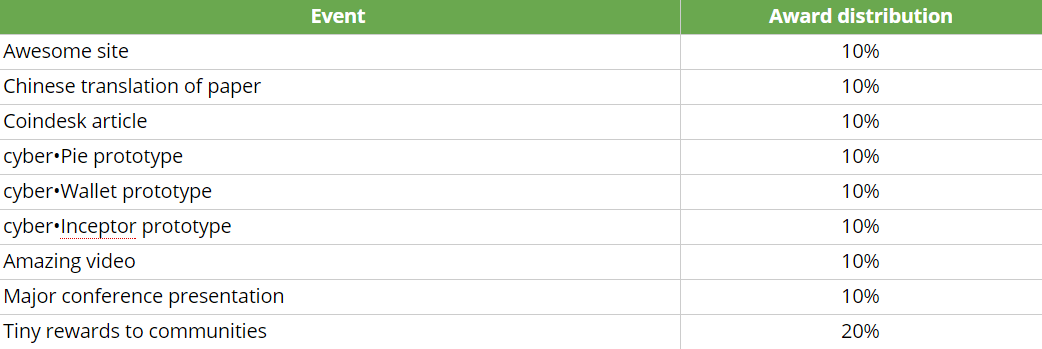 Event Award distribution
Awesome site 10%
Chinese translation of paper 10%
Coindesk article 10%
cyber•Pie prototype 10%
cyber•Wallet prototype 10%
cyber•Inceptor prototype 10%
Amazing video 10%
Major conference presentation 10%
Tiny rewards to communities 20%